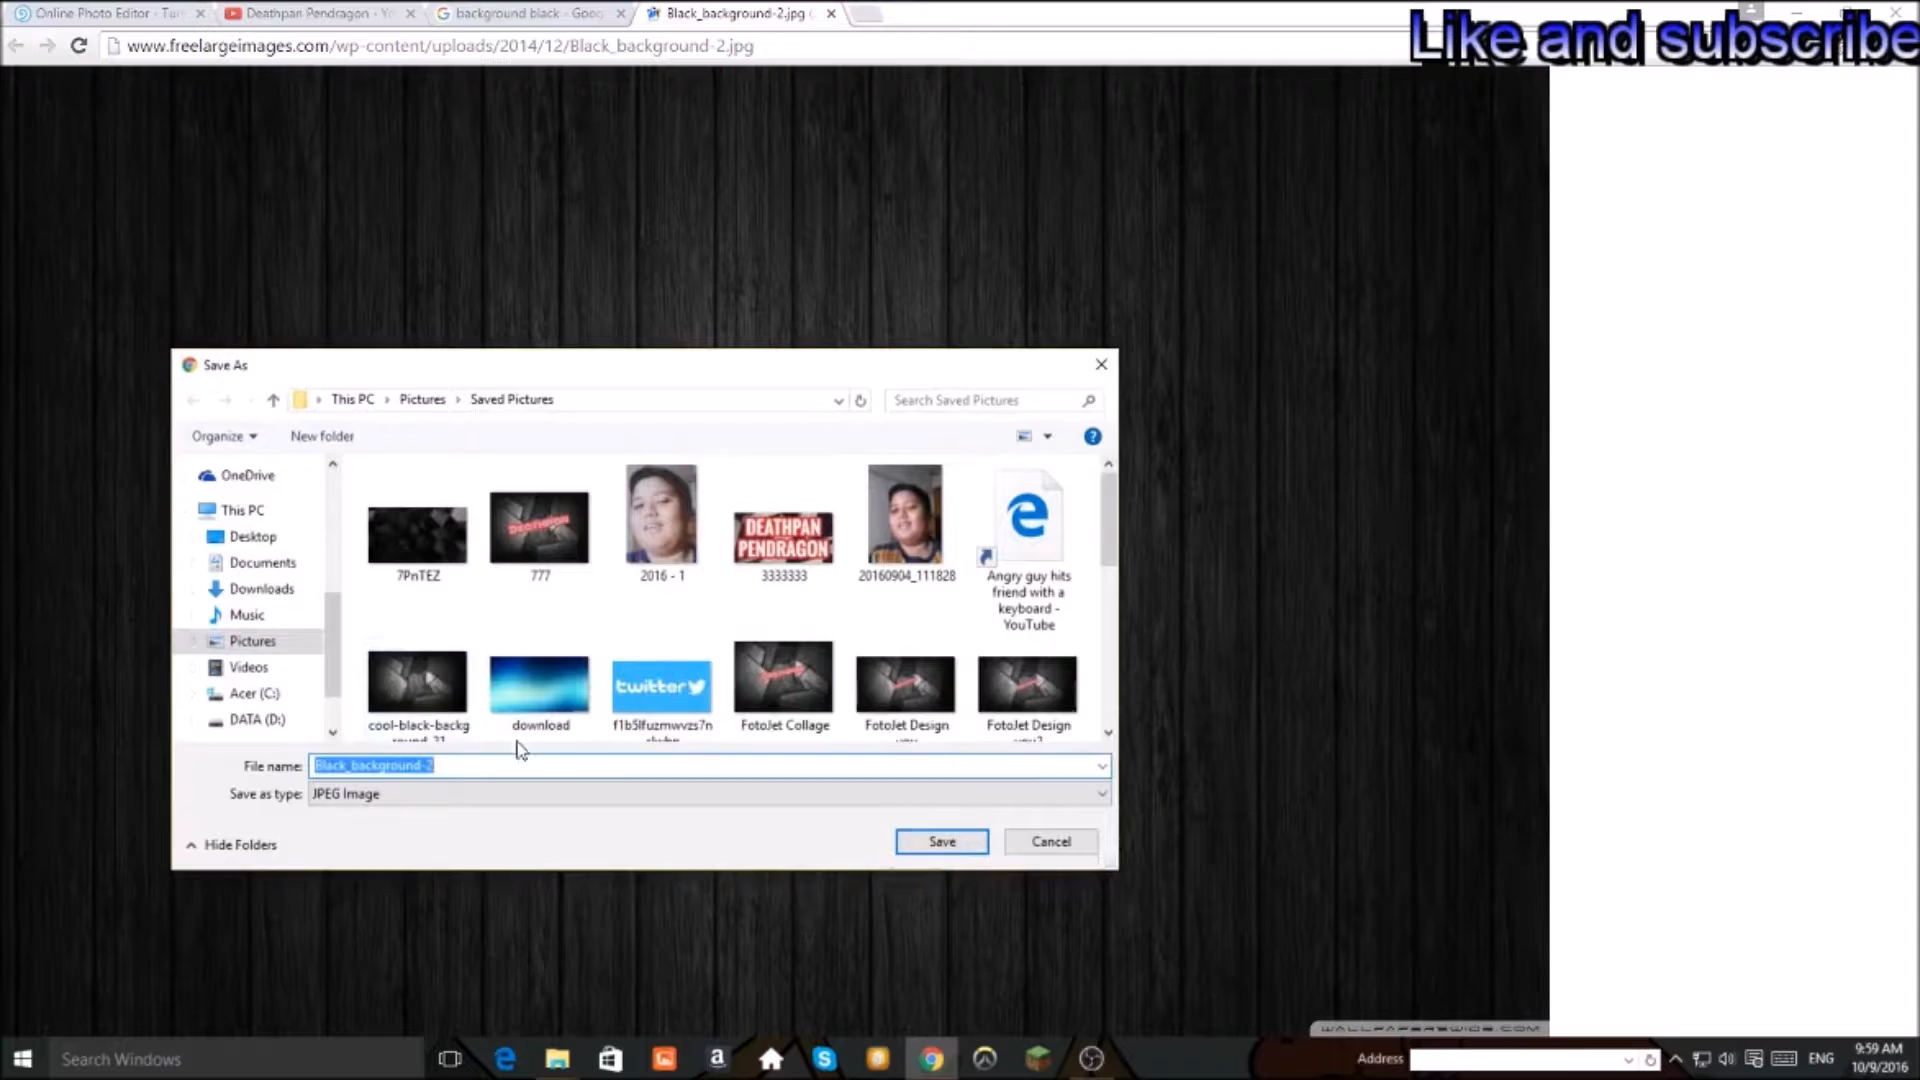 Online Photo Editor - Tur
Deathpan Pendragon - Yo
background black - Goog
Black_background-2.jpg (
Like and subscribe
www.freelargeimages.com/wp-content/uploads/2014/12/Black_background-2.jpg
Save As
This PC > Pictures > Saved Pictures
Search Saved Pictures
Organize
New folder
OneDrive
This PC
Desktop
Documents
Downloads
Music
Pictures
Videos
Acer (C:)
DATA (D:)
DEATHPAN
DEATHPAN
PENDRAGON
7PnTEZ
777
2016 - 1
3333333
20160904_111828
Angry guy hits
friend with a
keyboard -
YouTube
twitter
cool-black-backg
download
f1b5lfuzmwvzs7n
FotoJet Collage
FotoJet Design
FotoJet Design
File name: Black_background-2
Save as type: JPEG Image
Hide Folders
Save
Cancel
WALLPAPERSWIDE.COM
Search Windows
Address
ENG
9:59 AM
10/9/2016